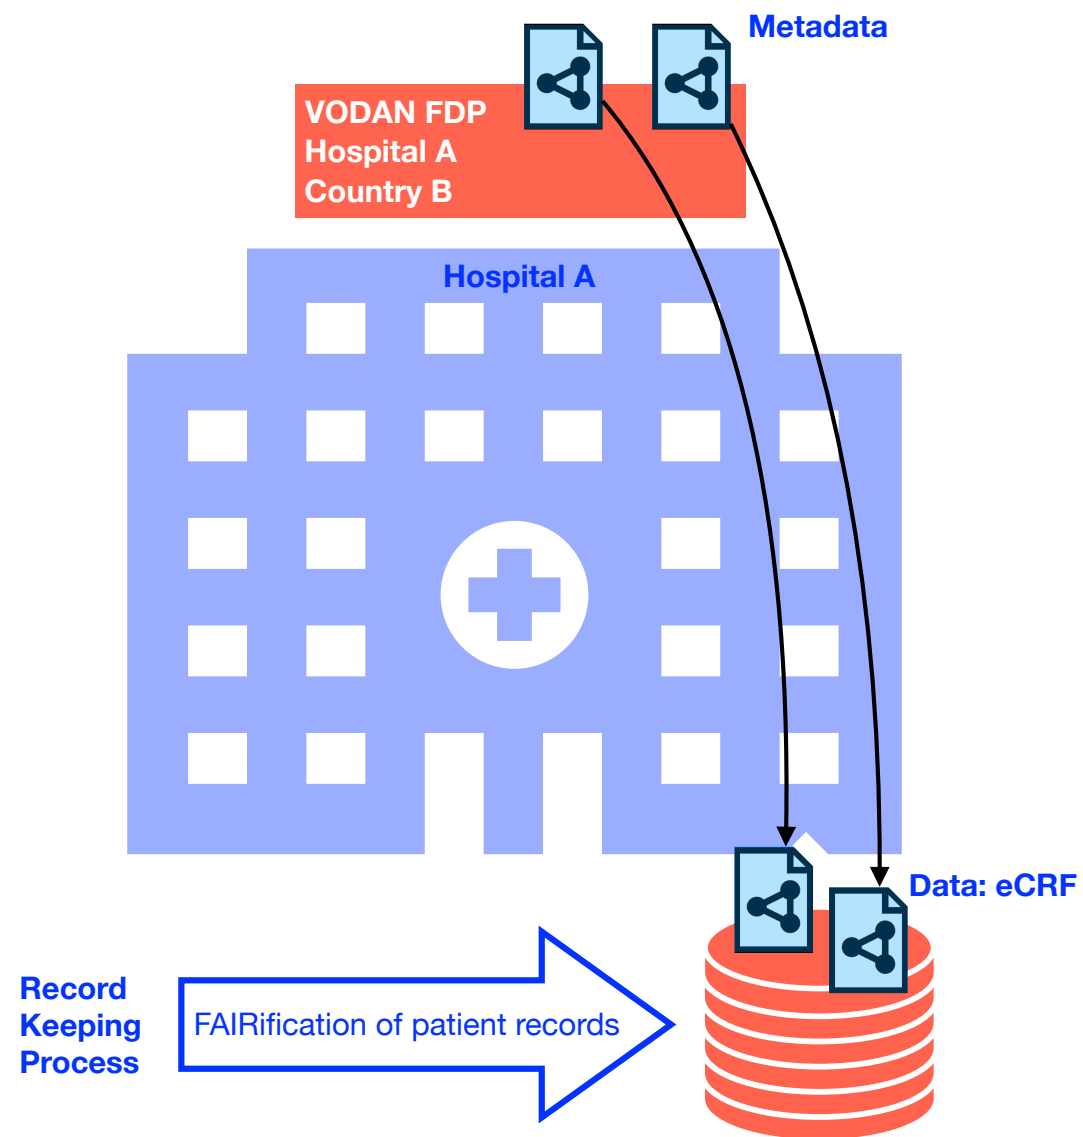 Metadata
VODAN FDP
Hospital A
Country B
Hospital A
Data: eCRF
Record
Keeping
Process
FAIRification of patient records